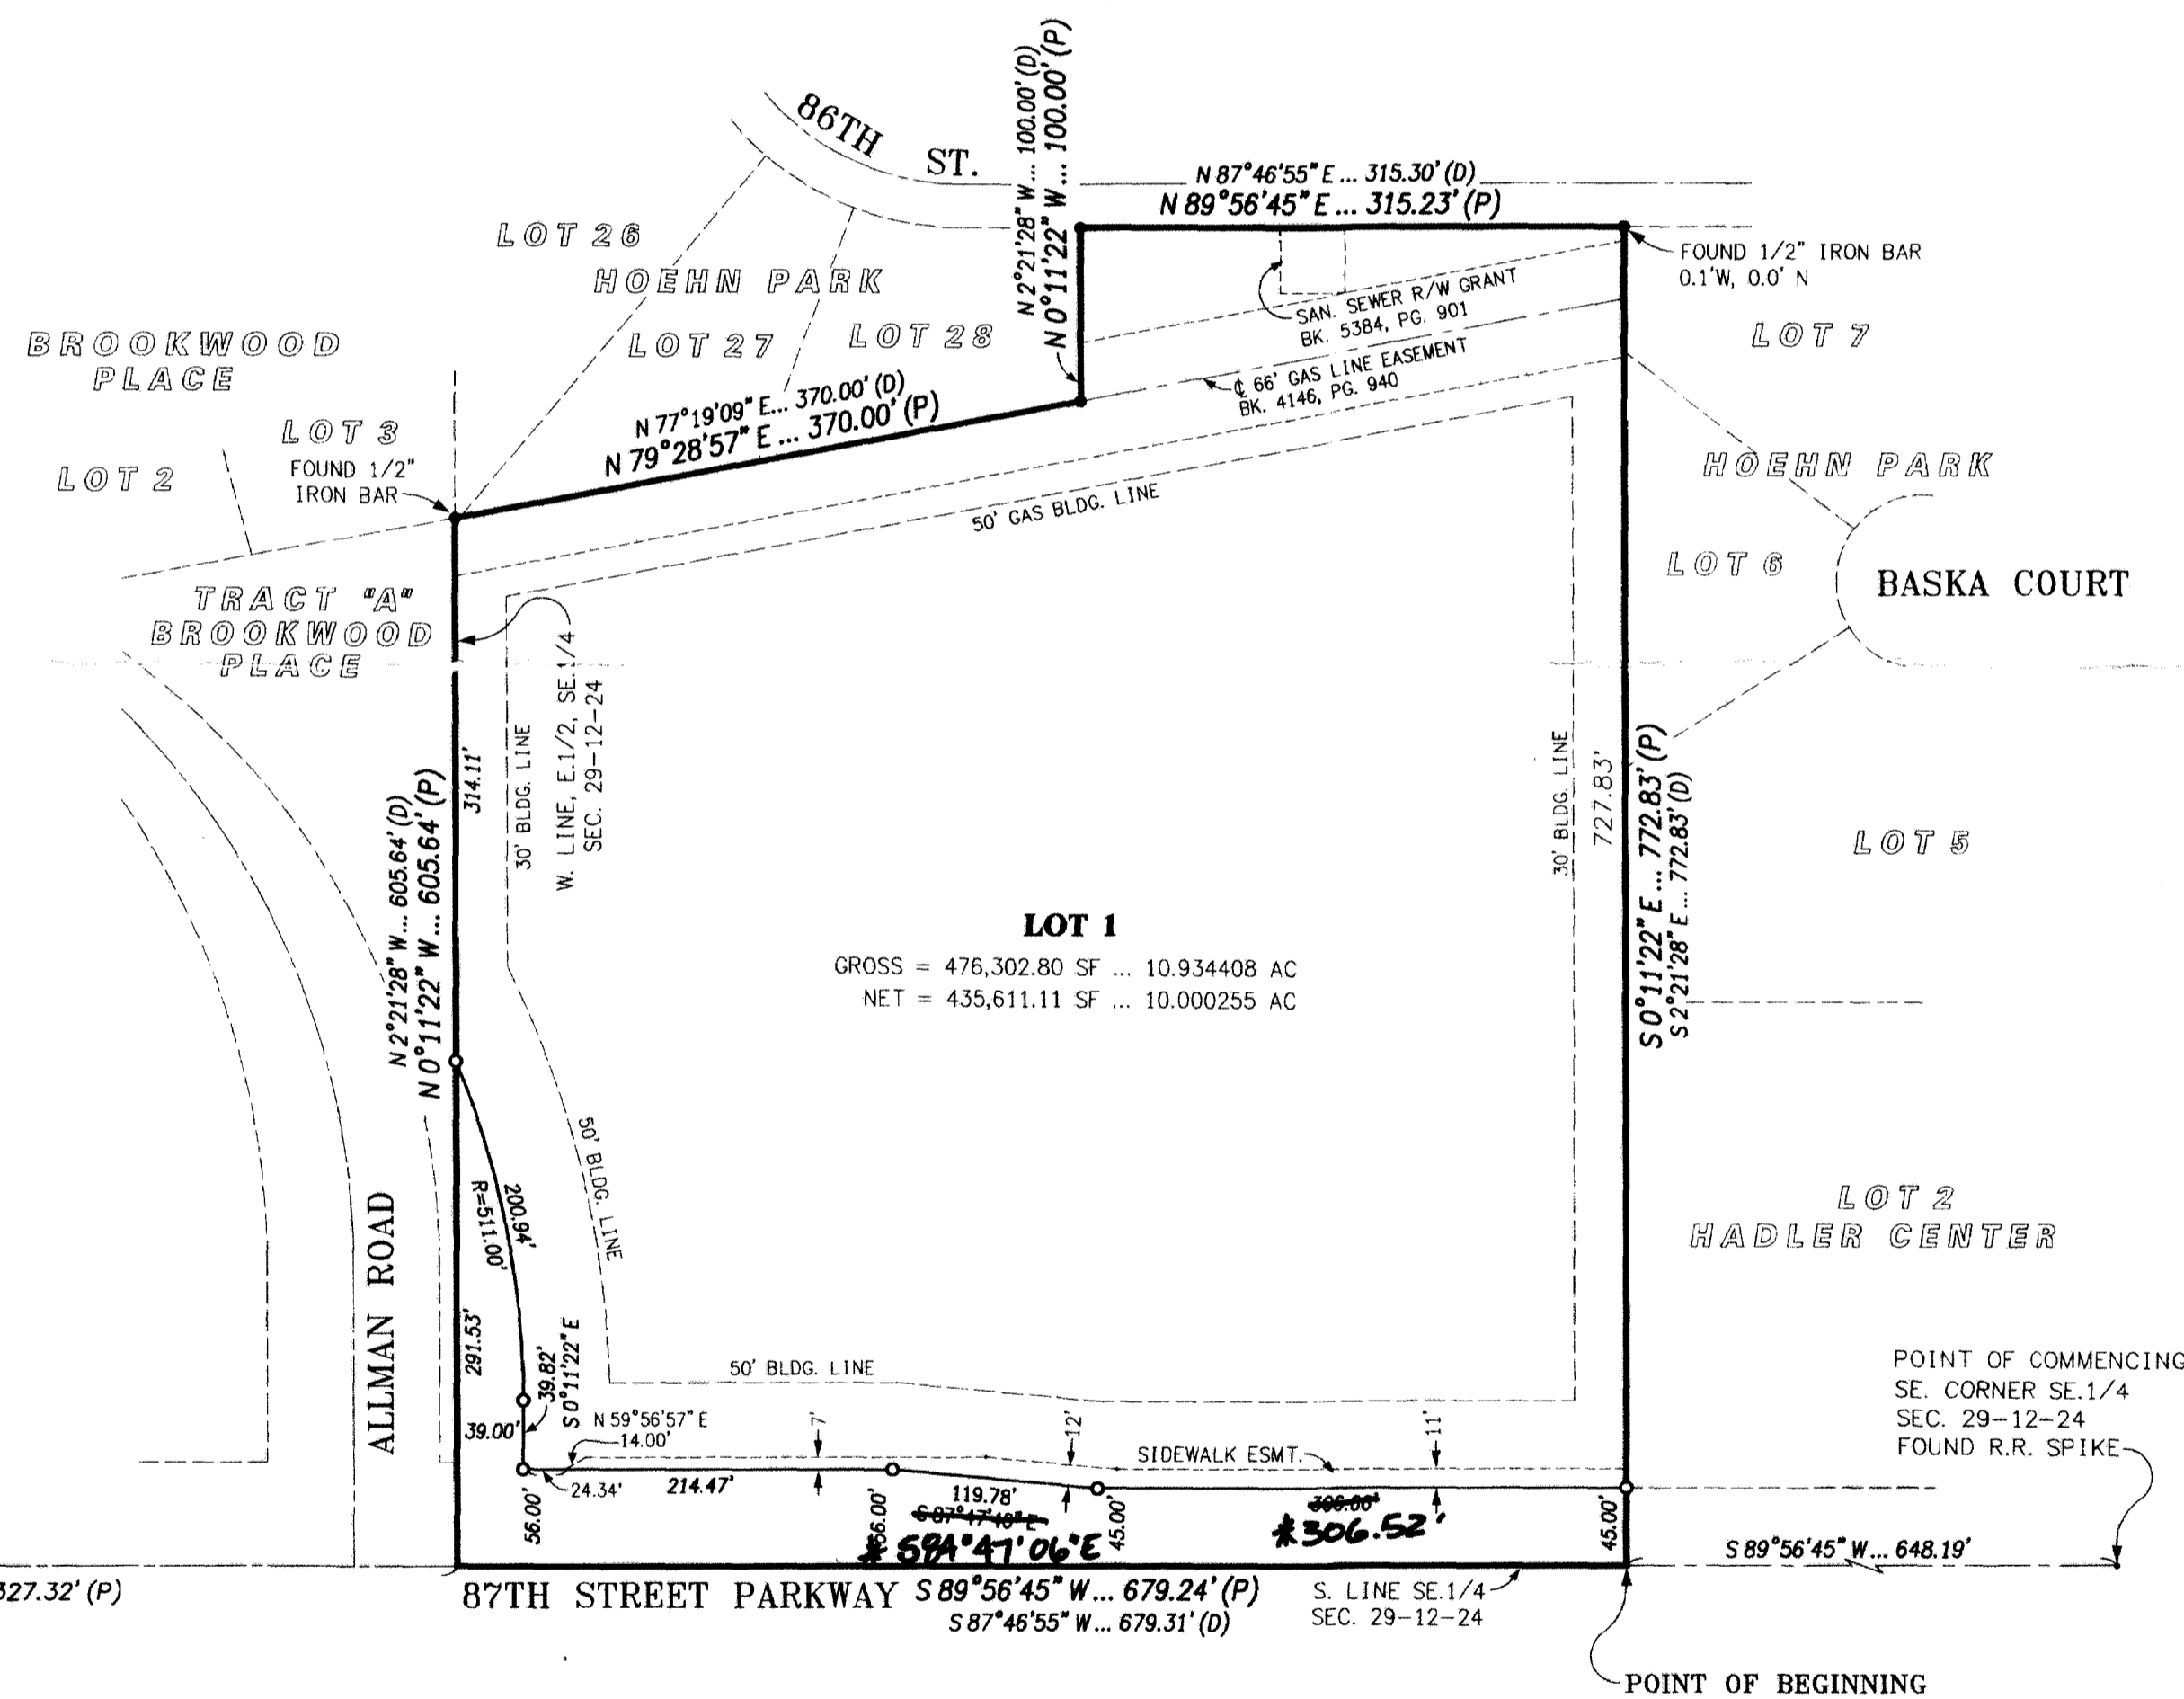 86TH ST.
N 2°21'28" W... 100.00' (D)
N 0°11'22" W... 100.00' (P)
N 87°46'55" E... 315.30' (D)
N 89°56'45" E... 315.23' (P)
LOT 26
HOEHN PARK
LOT 27
LOT 28
FOUND 1/2" IRON BAR
0.1'W, 0.0' N
SAN. SEWER R/W GRANT
BK. 5384, PG. 901
℄ 66' GAS LINE EASEMENT
BK. 4146, PG. 940
LOT 7
BROOKWOOD
PLACE
N 77°19'09" E... 370.00' (D)
N 79°28'57" E... 370.00' (P)
LOT 3
LOT 2
FOUND 1/2"
IRON BAR
50' GAS BLDG. LINE
HOEHN PARK
LOT 6
BASKA COURT
TRACT "A"
BROOKWOOD
PLACE
W. LINE, E.1/2, SE.1/4
SEC. 29-12-24
30' BLDG. LINE
314.11'
N 2°21'28" W... 605.64' (D)
N 0°11'22" W... 605.64' (P)
30' BLDG. LINE
727.83'
S 0°11'22" E... 772.83' (P)
S 2°21'28" E... 772.83' (D)
LOT 5
LOT 1
GROSS = 476,302.80 SF ... 10.934408 AC
NET = 435,611.11 SF ... 10.000255 AC
50' BLDG. LINE
200.94'
R=511.00'
ALLMAN ROAD
291.53'
LOT 2
HADLER CENTER
50' BLDG. LINE
39.00'
39.82'
S 0°11'22" E
N 59°56'57" E
14.00'
7'
12'
11'
SIDEWALK ESMT.
24.34'
214.47'
56.00'
56.00'
119.78'
S 87°47'48" E
* S84°47'06"E
45.00'
306.00'
*306.52'
45.00'
POINT OF COMMENCING
SE. CORNER SE.1/4
SEC. 29-12-24
FOUND R.R. SPIKE
S 89°56'45" W... 648.19'
327.32' (P)
87TH STREET PARKWAY
S 89°56'45" W... 679.24' (P)
S 87°46'55" W... 679.31' (D)
S. LINE SE.1/4
SEC. 29-12-24
POINT OF BEGINNING